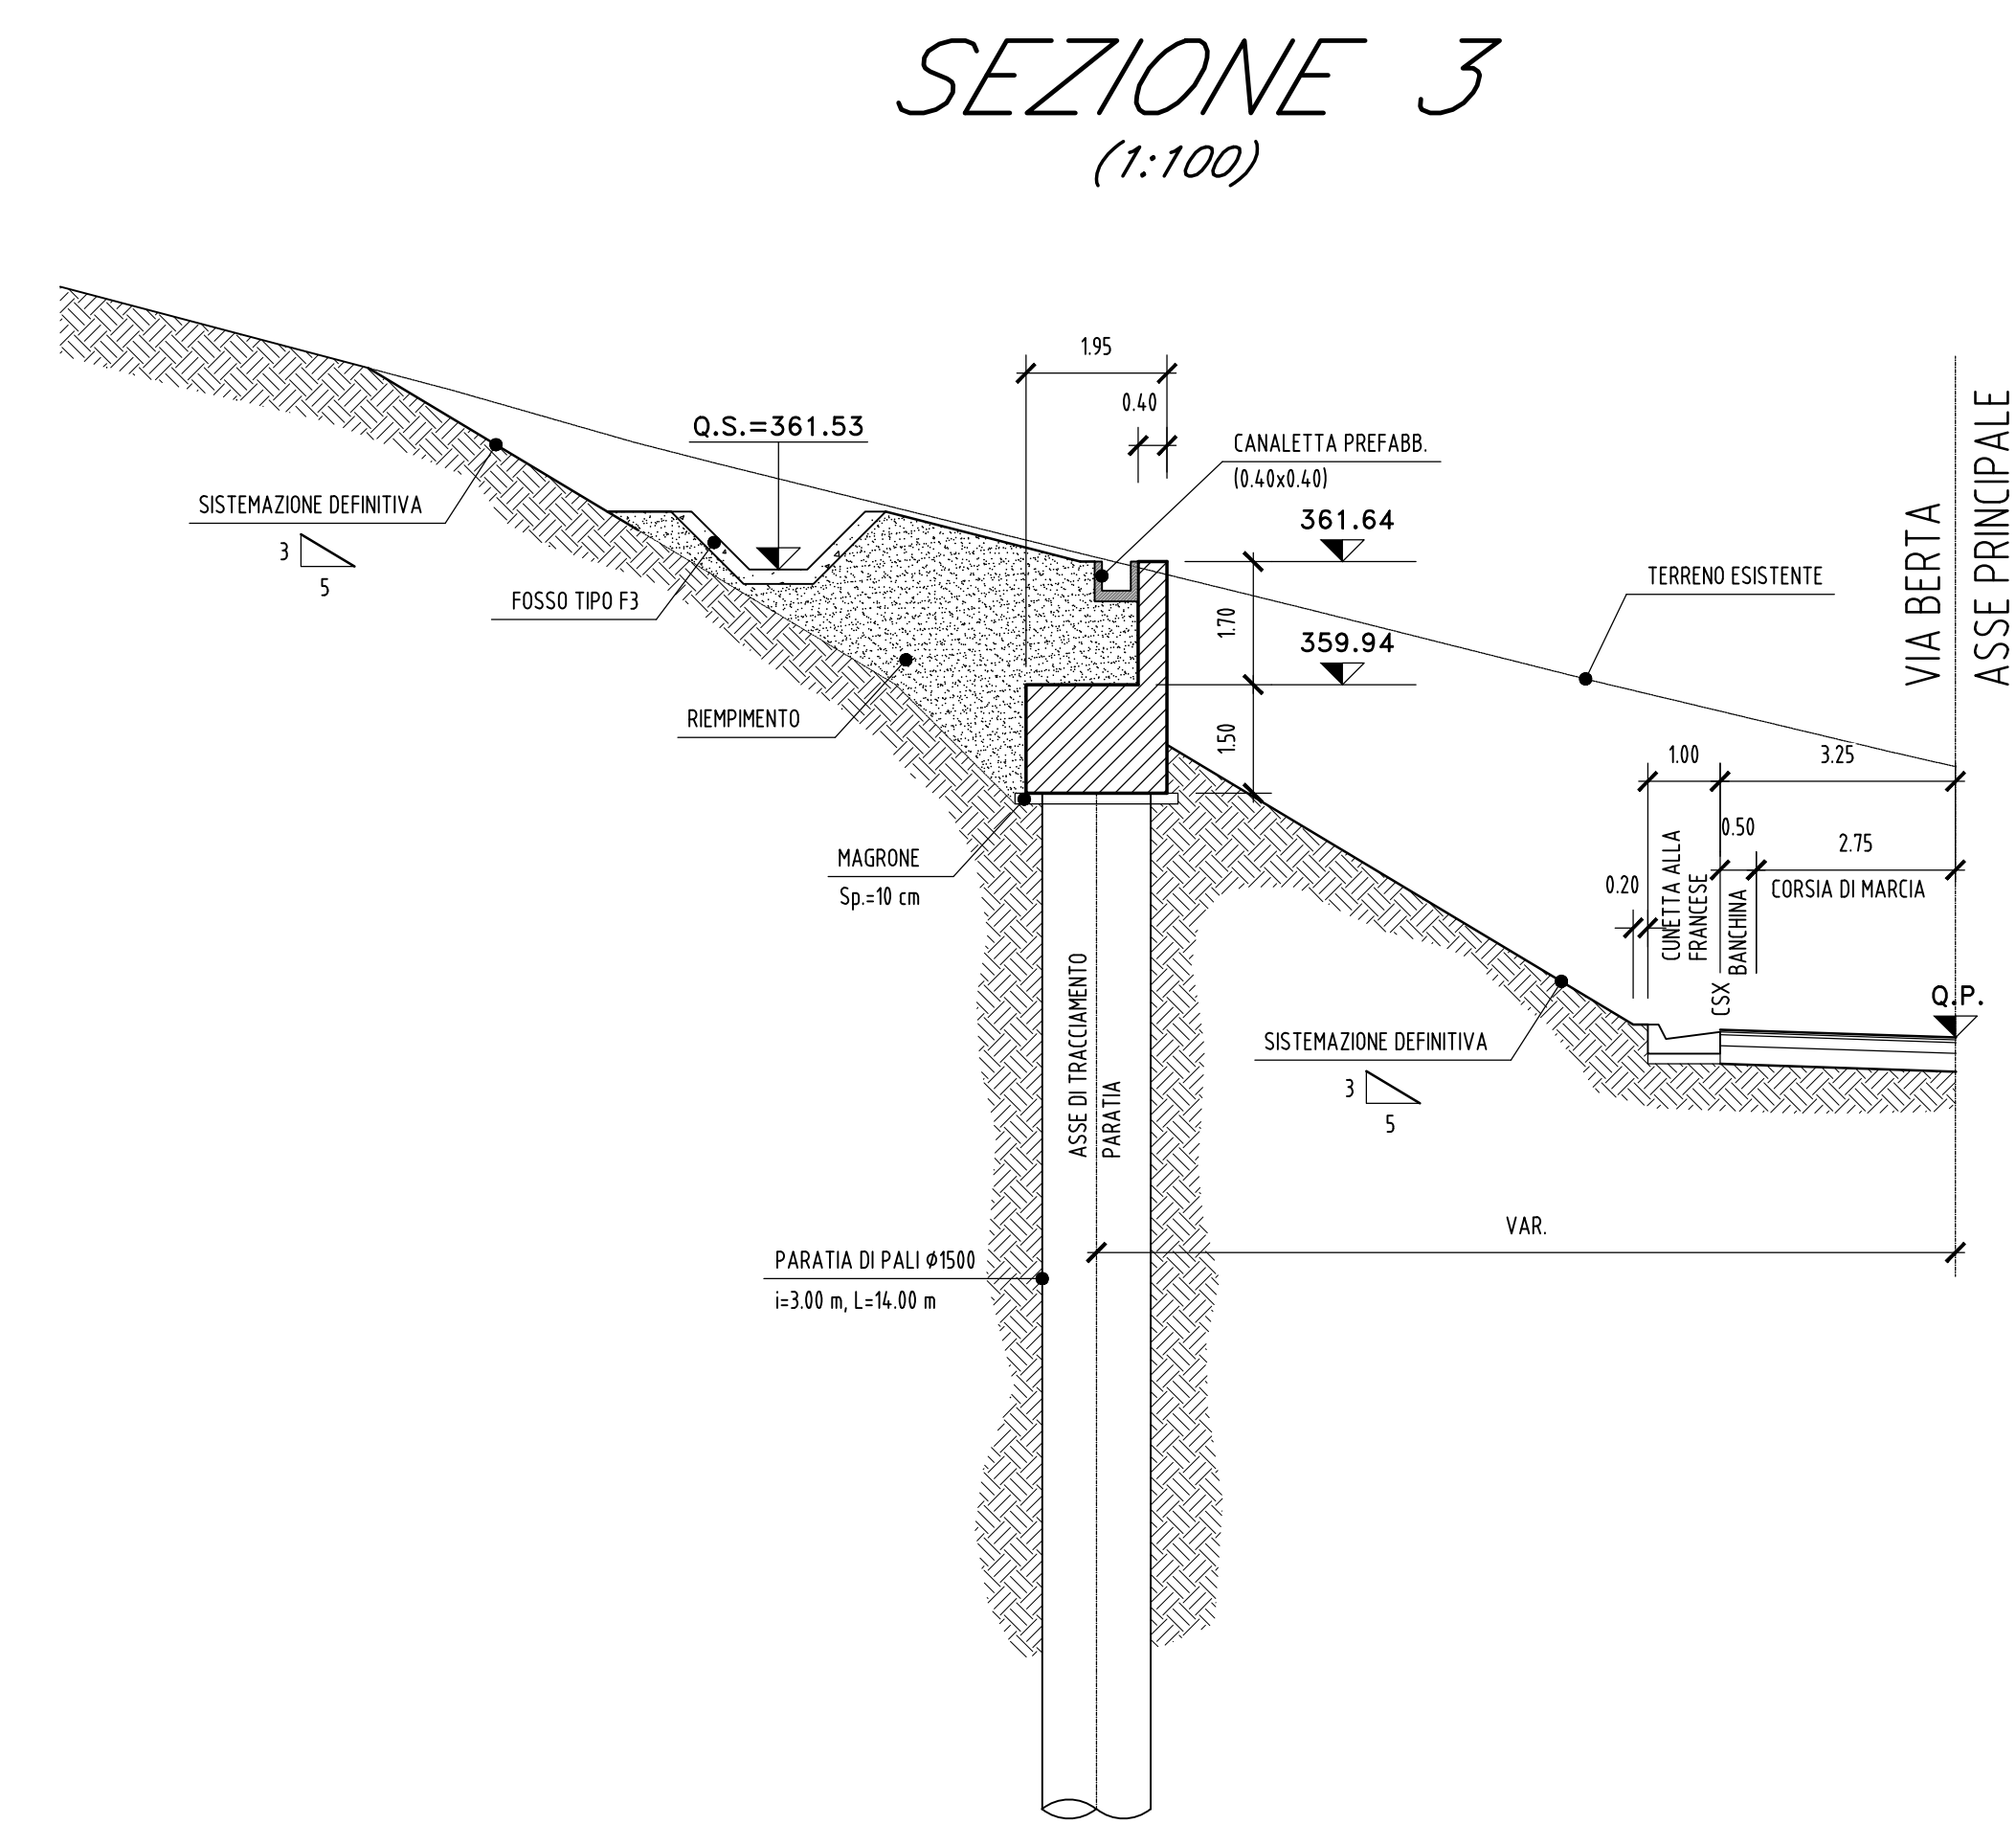 SEZIONE 3
(1:100)
1.95
0.40
Q.S.=361.53
CANALETTA PREFABB.
(0.40x0.40)
SISTEMAZIONE DEFINITIVA
3
5
361.64
FOSSO TIPO F3
TERRENO ESISTENTE
VIA BERTA
ASSE PRINCIPALE
1.70
359.94
RIEMPIMENTO
1.50
1.00
3.25
MAGRONE
Sp.=10 cm
0.50
2.75
0.20
CUNETTA ALLA
FRANCESE
BANCHINA
CORSIA DI MARCIA
CSX
Q.P.
ASSE DI TRACCIAMENTO
PARATIA
SISTEMAZIONE DEFINITIVA
3
5
VAR.
PARATIA DI PALI ϕ1500
i=3.00 m, L=14.00 m